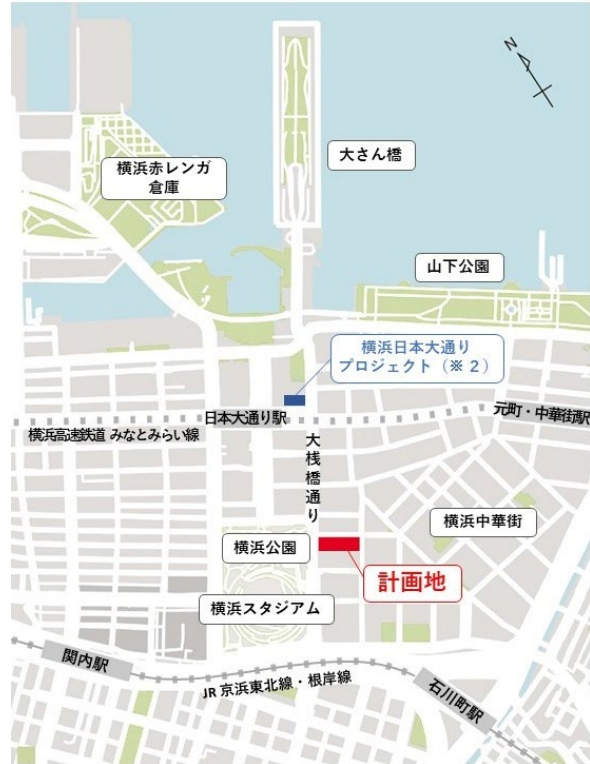 N
大さん橋
横浜赤レンガ
倉庫
山下公園
横浜日本大通り
プロジェクト（※２）
日本大通り駅
元町・中華街駅
横浜高速鉄道 みなとみらい線
大桟橋通り
横浜中華街
横浜公園
計画地
横浜スタジアム
関内駅
JR 京浜東北線・根岸線
石川町駅